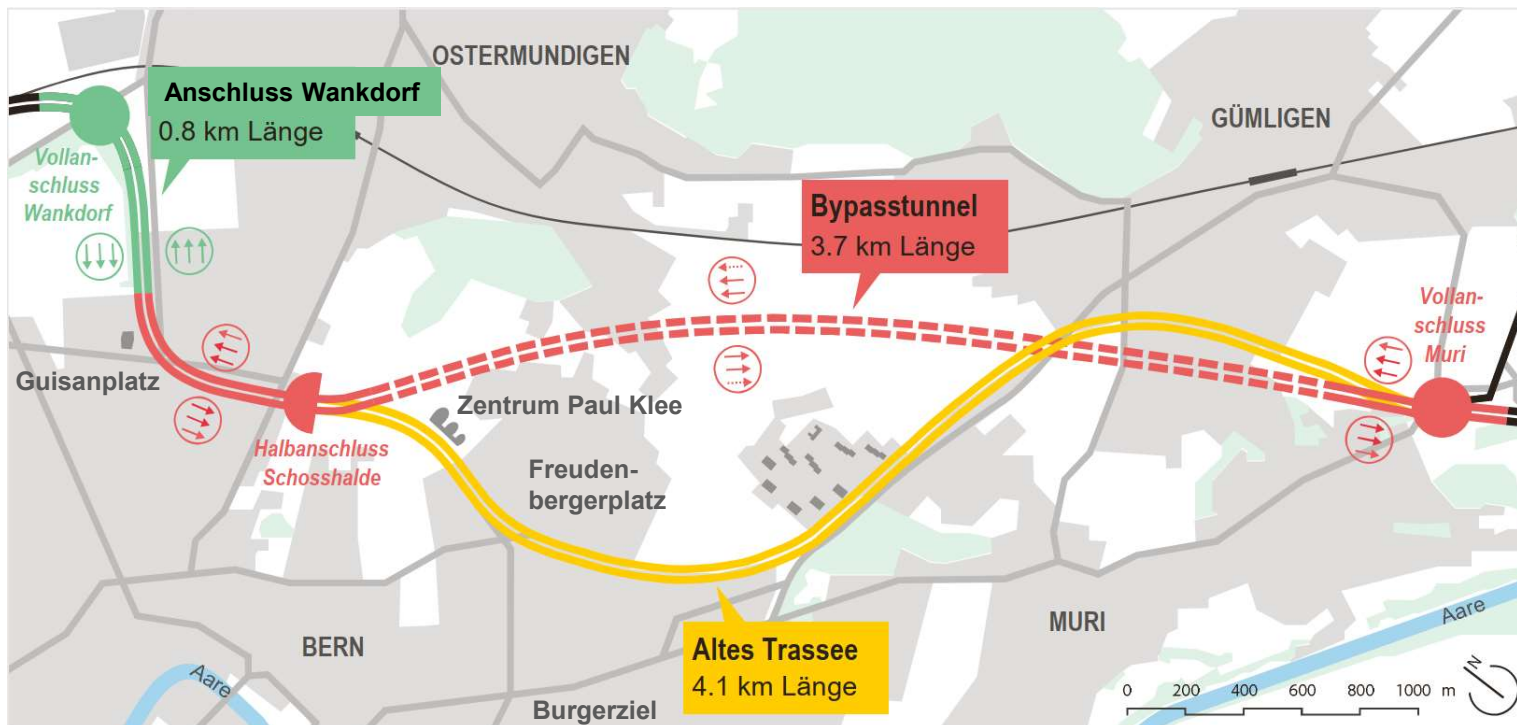 OSTERMUNDIGEN
Anschluss Wankdorf
0.8 km Länge
GÜMLIGEN
Vollan-
schluss
Wankdorf
Bypasstunnel
3.7 km Länge
Vollan-
schluss
Muri
Guisanplatz
Zentrum Paul Klee
Halbanschluss
Schosshalde
Freuden-
bergerplatz
BERN
Aare
Altes Trassee
4.1 km Länge
Burgerziel
MURI
Aare
0 200 400 600 800 1000 m
N